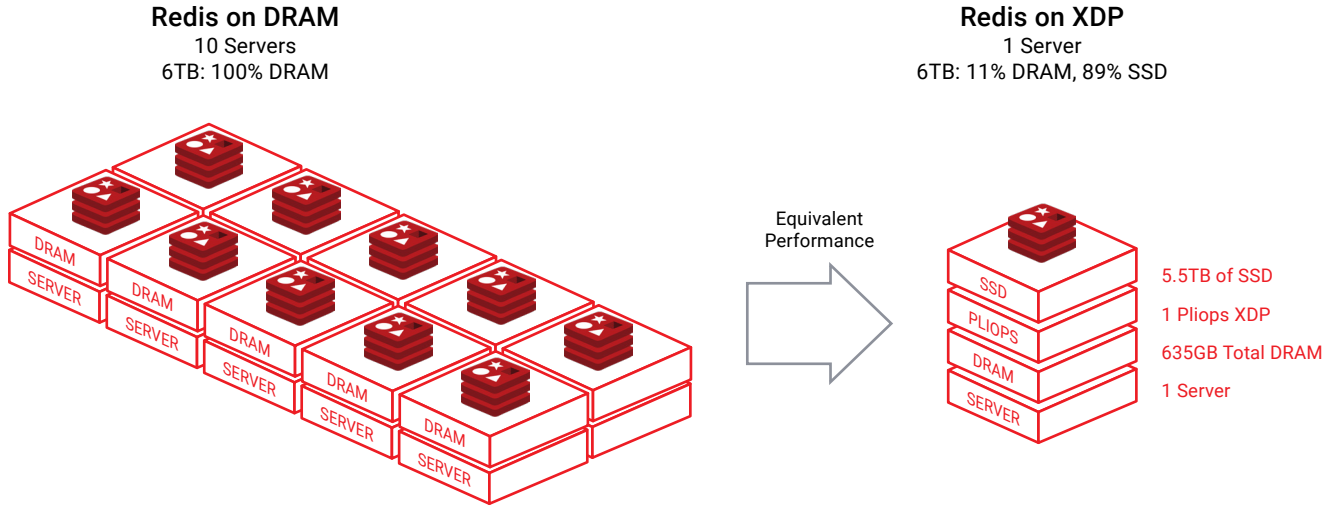 Redis on DRAM
10 Servers
6TB: 100% DRAM
Redis on XDP
1 Server
6TB: 11% DRAM, 89% SSD
DRAM
SERVER
DRAM
SERVER
DRAM
SERVER
DRAM
SERVER
DRAM
SERVER
Equivalent
Performance
SSD
PLIOPS
DRAM
SERVER
5.5TB of SSD
1 Pliops XDP
635GB Total DRAM
1 Server